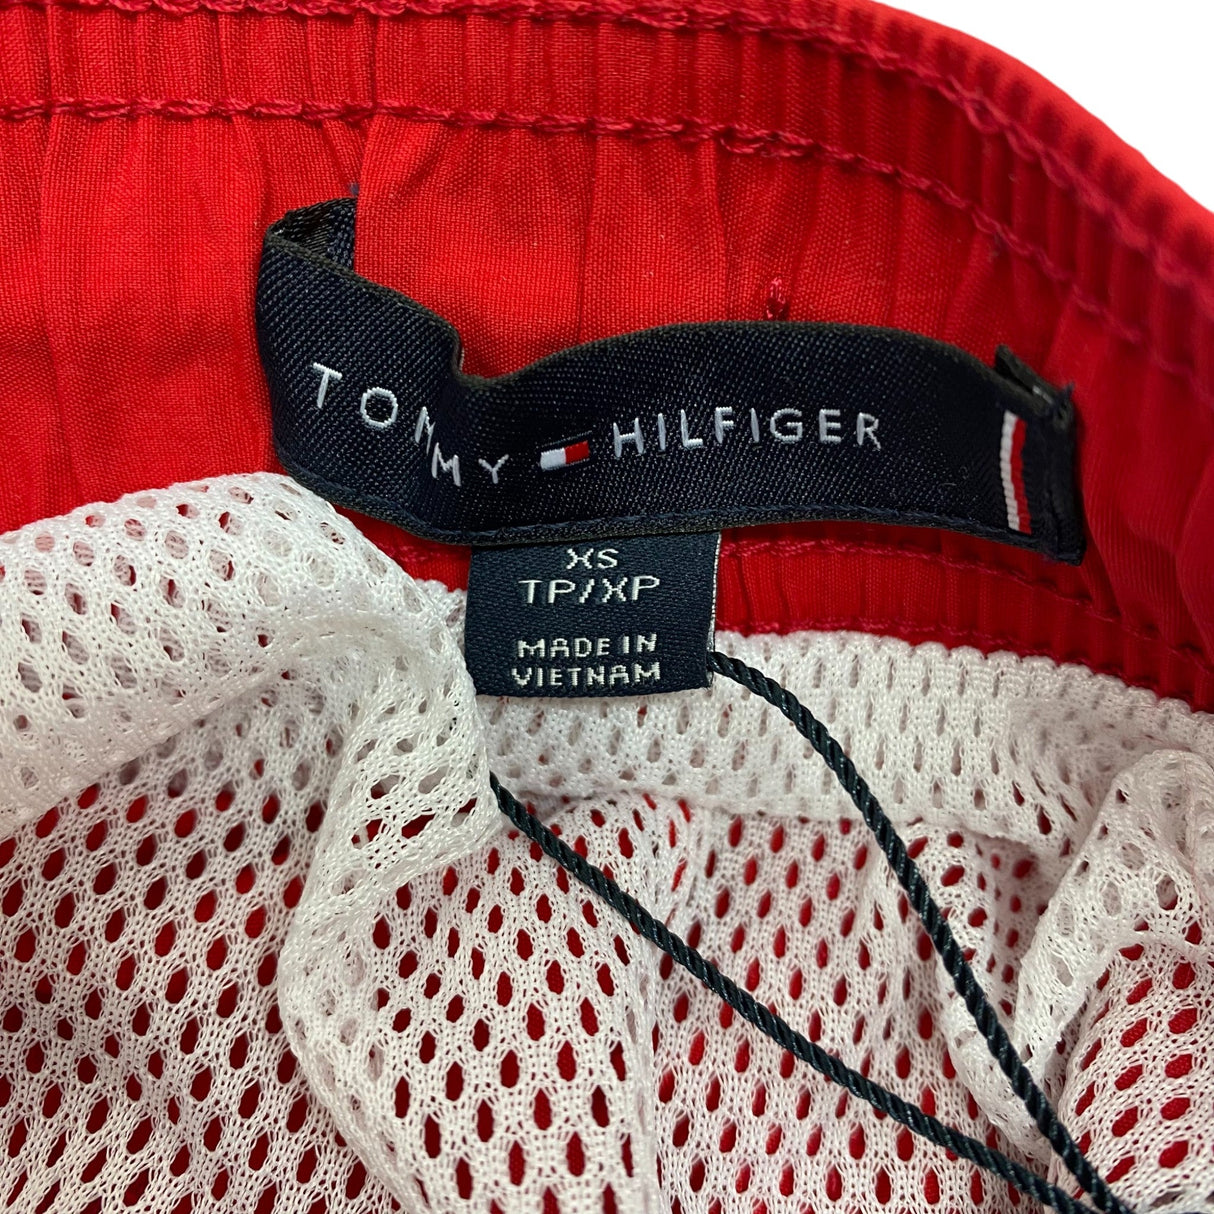 TOMMY HILFIGER
XS
TP/XP
MADE IN
VIETNAM